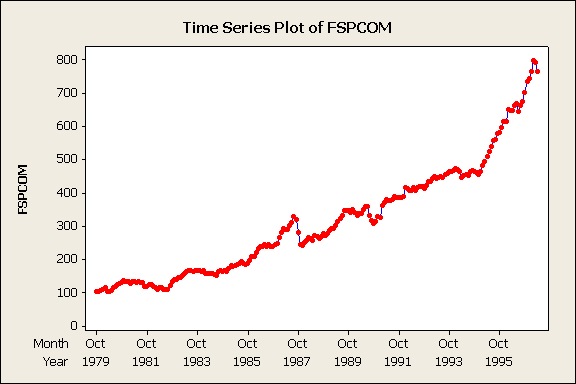 Time Series Plot of FSPCOM
FSPCOM
800
700
600
500
400
300
200
100
0
Month Oct Oct Oct Oct Oct Oct Oct Oct Oct
Year 1979 1981 1983 1985 1987 1989 1991 1993 1995